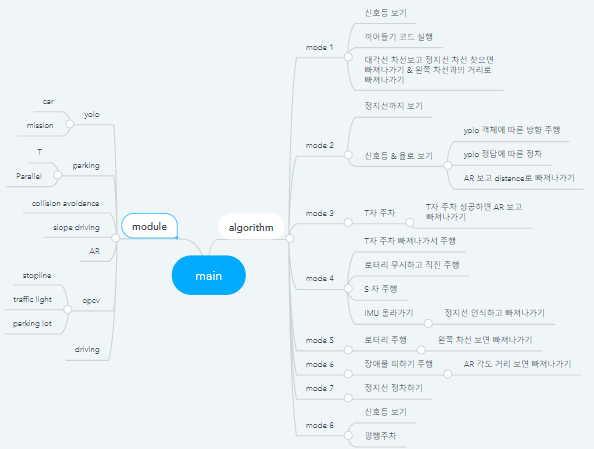 car
yolo
mission
T
parking
Parallel
collision avoidance
slope driving
AR
stopline
traffic light
opcv
parking lot
driving
module
main
algorithm
mode 1
신호등 보기
끼어들기 코드 실행
대각선 차선보고 정지선 차선 찾으면
빠져나가기 & 왼쪽 차선과의 거리로
빠져나가기
mode 2
정지선까지 보기
신호등 & 욜로 보기
yolo 객체에 따른 방향 주행
yolo 정답에 따른 정차
AR 보고 distance로 빠져나가기
mode 3
T자 주차
T자 주차 성공하면 AR 보고
빠져나가기
mode 4
T자 주차 빠져나가서 주행
로터리 무시하고 직진 주행
S 자 주행
IMU 올라가기
정지선 인식하고 빠져나가기
mode 5
로터리 주행
왼쪽 차선 보면 빠져나가기
mode 6
장애물 피하기 주행
AR 각도 거리 보면 빠져나가기
mode 7
정지선 정차하기
mode 8
신호등 보기
평행주차